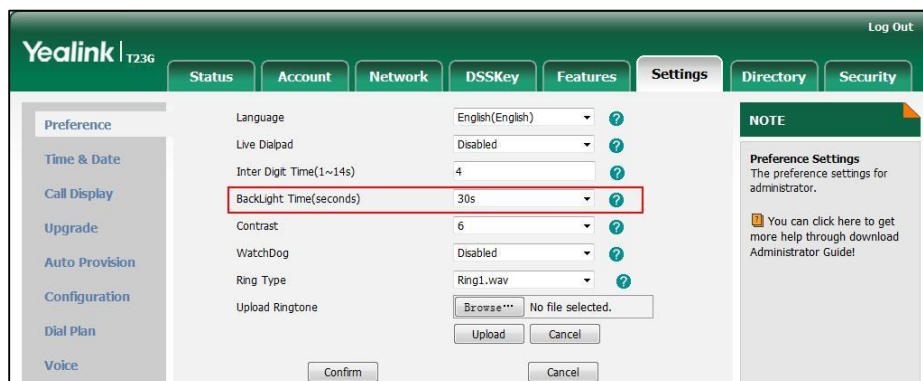 Log Out
Yealink T23G
Status Account Network DSSKey Features Settings Directory Security
Preference
Time & Date
Call Display
Upgrade
Auto Provision
Configuration
Dial Plan
Voice
Language English(English) ?
Live Dialpad Disabled ?
Inter Digit Time(1~14s) 4 ?
BackLight Time(seconds) 30s ?
Contrast 6 ?
WatchDog Disabled ?
Ring Type Ring1.wav ?
Upload Ringtone Browse... No file selected.
Upload Cancel
Confirm Cancel
NOTE
Preference Settings
The preference settings for
administrator.
? You can click here to get
more help through download
Administrator Guide!